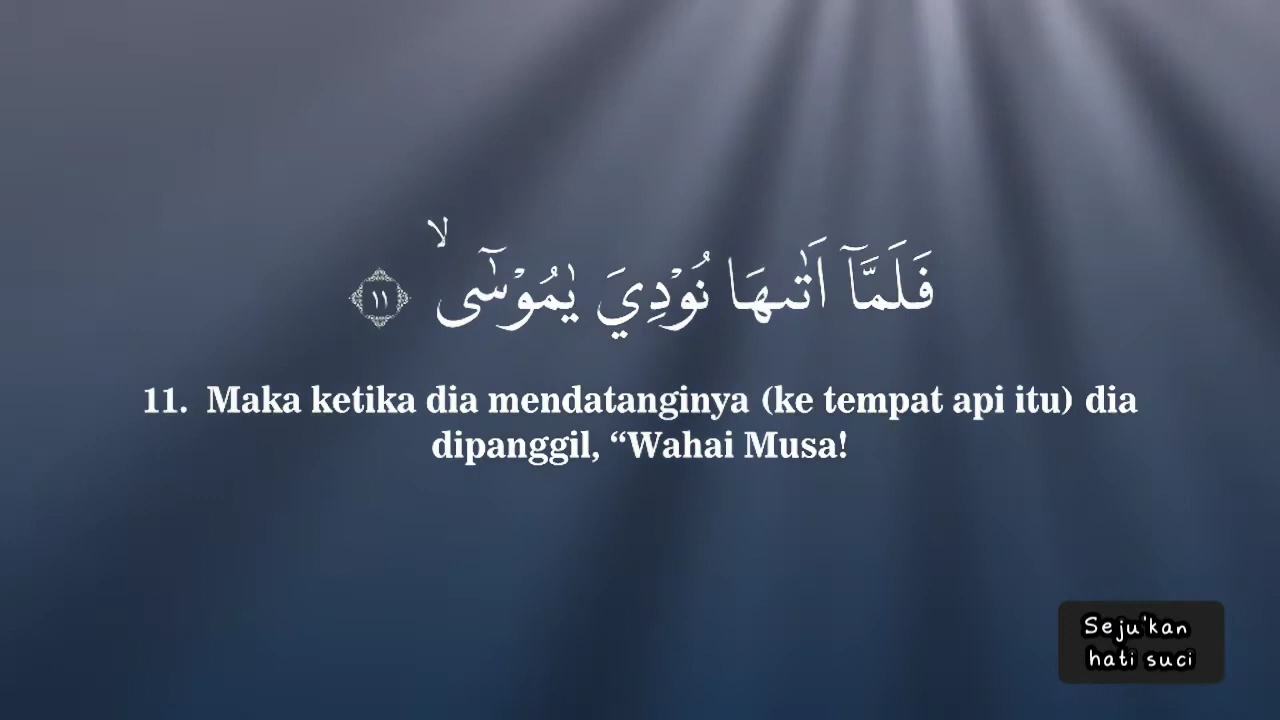 فَلَمَّآ اَتٰىهَا نُوْدِيَ يٰمُوْسٰٓى ۙ ١١
11. Maka ketika dia mendatanginya (ke tempat api itu) dia
dipanggil, “Wahai Musa!
Seju'kan
hati suci